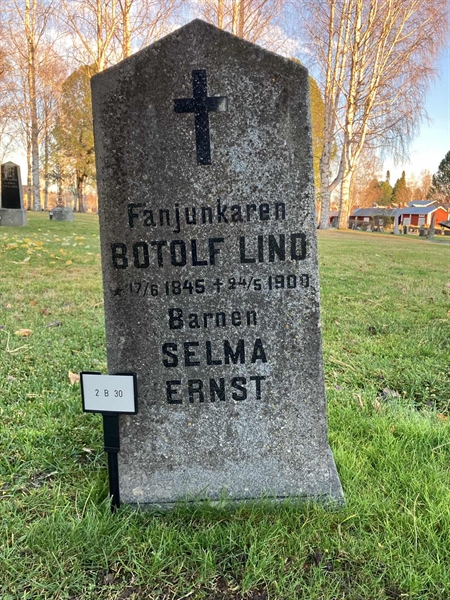 Fanjunkaren
BOTOLF LIND
* 17/6 1845 + 24/5 1900
Barnen
SELMA
ERNST
2 B 30